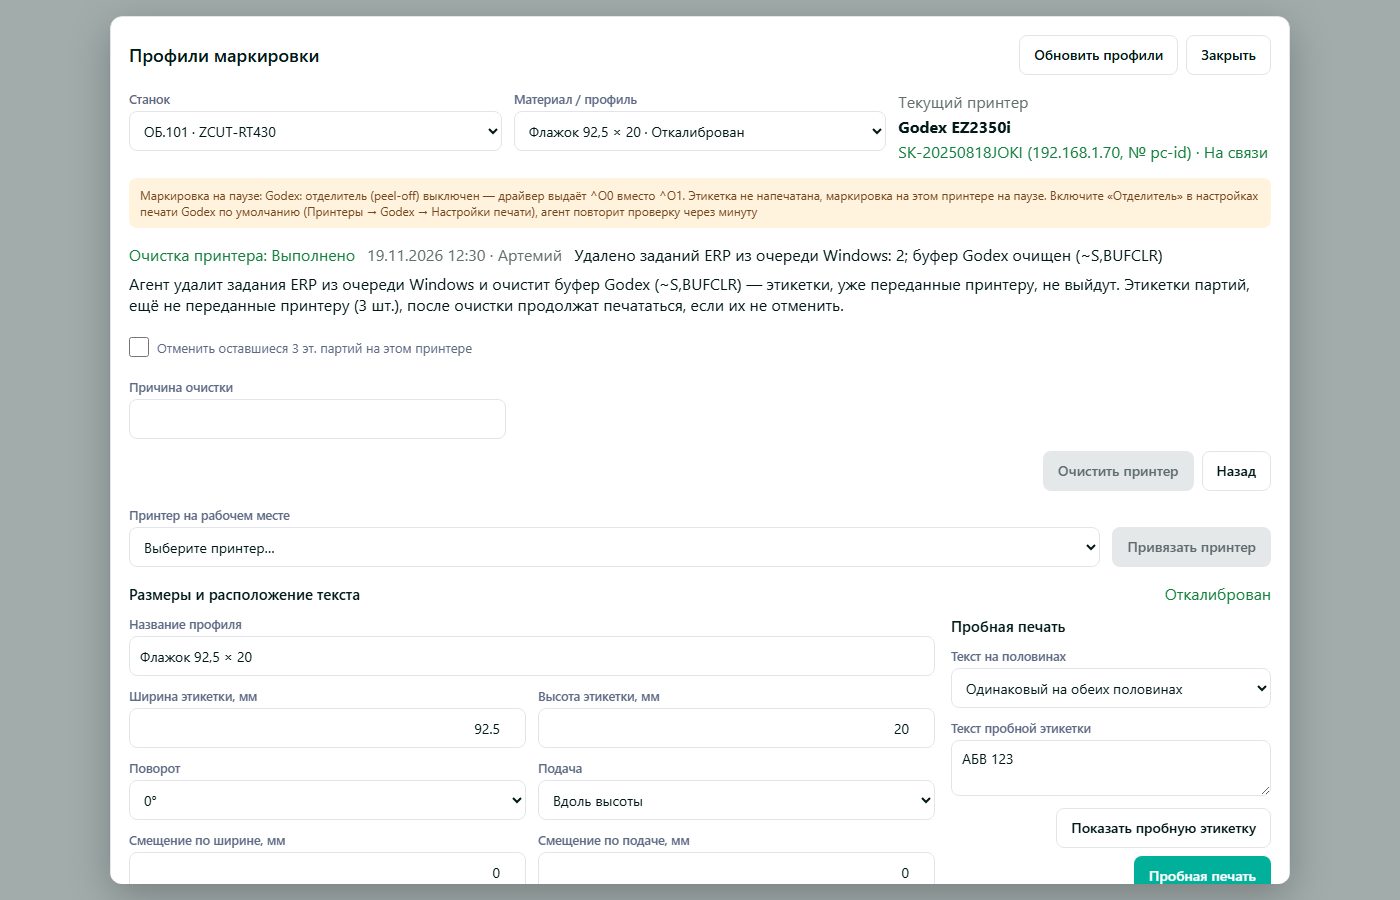 Профили маркировки
Обновить профили
Закрыть
Станок
ОБ.101 · ZCUT-RT430
Материал / профиль
Флажок 92,5 × 20 · Откалиброван
Текущий принтер
Godex EZ2350i
SK-20250818JOKI (192.168.1.70, № pc-id) · На связи
Маркировка на паузе: Godex: отделитель (peel-off) выключен — драйвер выдаёт ^O0 вместо ^O1. Этикетка не напечатана, маркировка на этом принтере на паузе. Включите «Отделитель» в настройках
печати Godex по умолчанию (Принтеры → Godex → Настройки печати), агент повторит проверку через минуту
Очистка принтера: Выполнено 19.11.2026 12:30 · Артемий Удалено заданий ERP из очереди Windows: 2; буфер Godex очищен (~S,BUFCLR)
Агент удалит задания ERP из очереди Windows и очистит буфер Godex (~S,BUFCLR) — этикетки, уже переданные принтеру, не выйдут. Этикетки партий,
ещё не переданные принтеру (3 шт.), после очистки продолжат печататься, если их не отменить.
Отменить оставшиеся 3 эт. партий на этом принтере
Причина очистки
Очистить принтер
Назад
Принтер на рабочем месте
Выберите принтер...
Привязать принтер
Размеры и расположение текста
Откалиброван
Название профиля
Флажок 92,5 × 20
Ширина этикетки, мм
92.5
Высота этикетки, мм
20
Поворот
0°
Подача
Вдоль высоты
Смещение по ширине, мм
0
Смещение по подаче, мм
0
Пробная печать
Текст на половинах
Одинаковый на обеих половинах
Текст пробной этикетки
АБВ 123
Показать пробную этикетку
Пробная печать